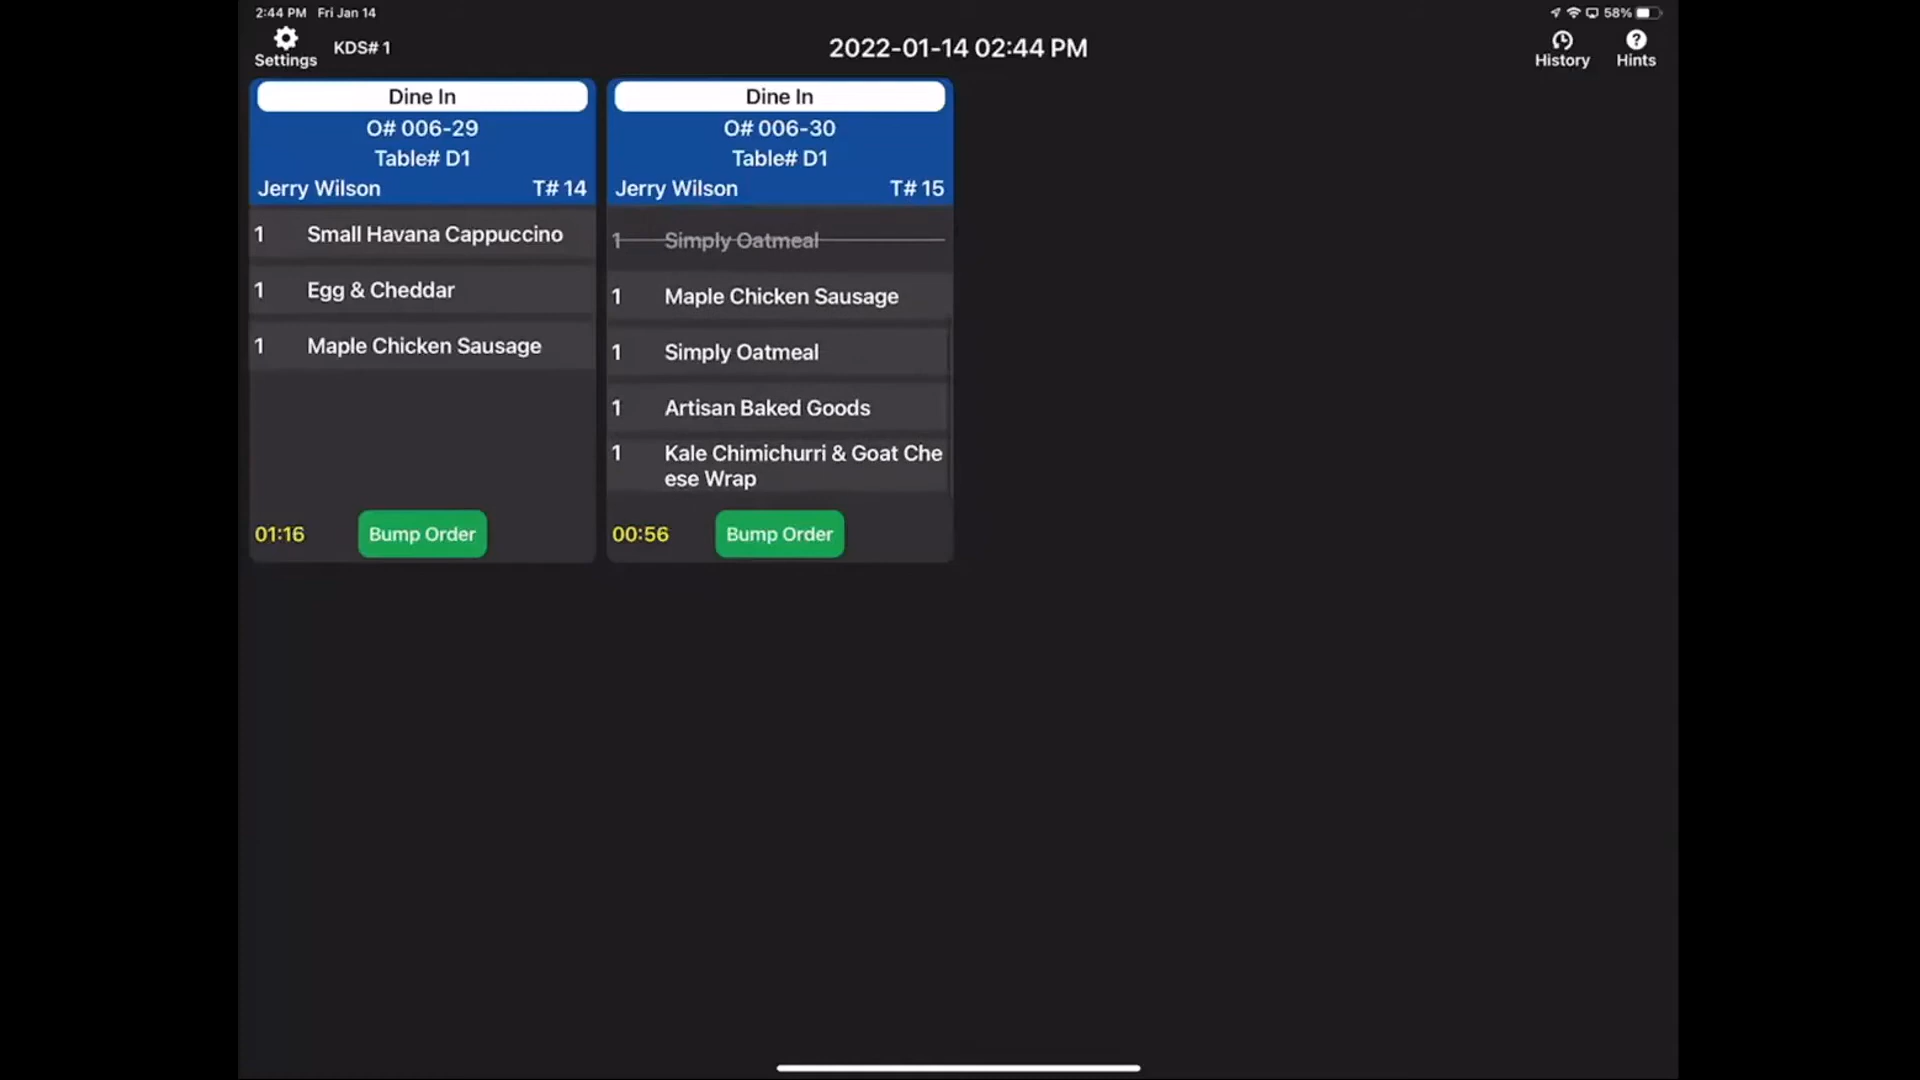 2:44 PM Fri Jan 14
58%
Settings
KDS# 1
2022-01-14 02:44 PM
History
Hints
Dine In
O# 006-29
Table# D1
Jerry Wilson T# 14
1 Small Havana Cappuccino
1 Egg & Cheddar
1 Maple Chicken Sausage
01:16 Bump Order
Dine In
O# 006-30
Table# D1
Jerry Wilson T# 15
1 Simply Oatmeal
1 Maple Chicken Sausage
1 Simply Oatmeal
1 Artisan Baked Goods
1 Kale Chimichurri & Goat Che
ese Wrap
00:56 Bump Order